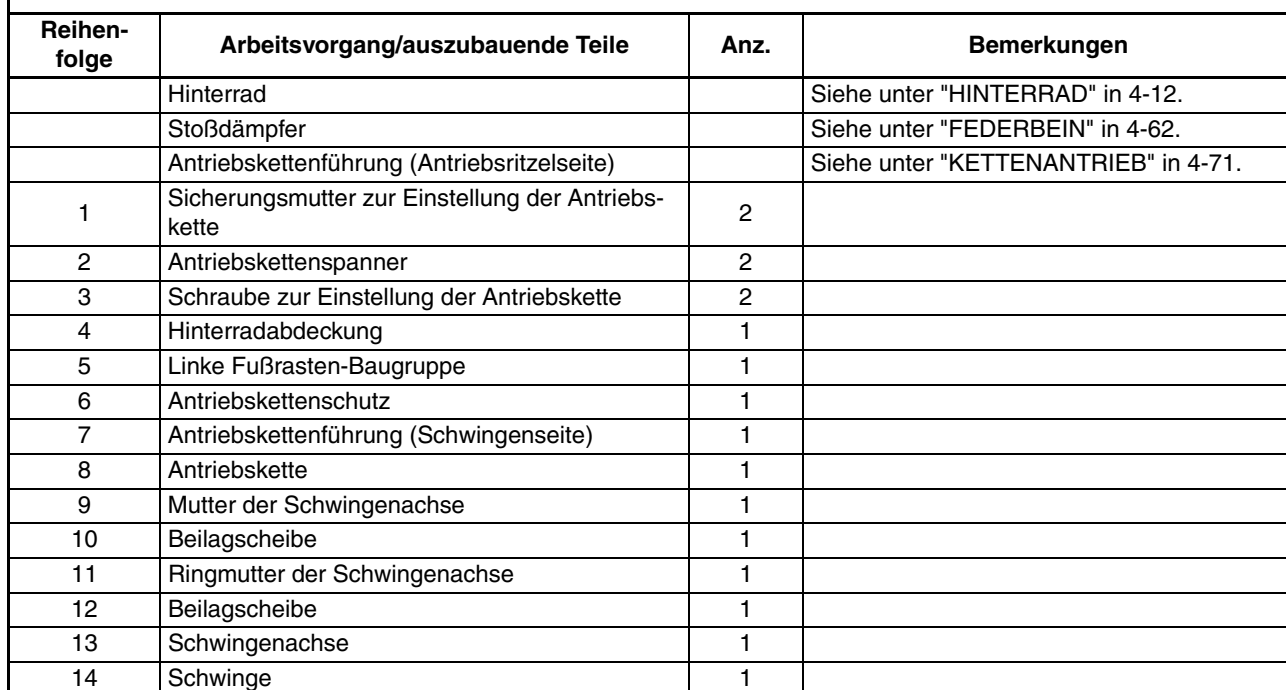 Reihen-
folge Arbeitsvorgang/auszubauende Teile Anz. Bemerkungen
Hinterrad Siehe unter "HINTERRAD" in 4-12.
Stoßdämpfer Siehe unter "FEDERBEIN" in 4-62.
Antriebskettenführung (Antriebsritzelseite) Siehe unter "KETTENANTRIEB" in 4-71.
1 Sicherungsmutter zur Einstellung der Antriebs-
kette 2
2 Antriebskettenspanner 2
3 Schraube zur Einstellung der Antriebskette 2
4 Hinterradabdeckung 1
5 Linke Fußrasten-Baugruppe 1
6 Antriebskettenschutz 1
7 Antriebskettenführung (Schwingenseite) 1
8 Antriebskette 1
9 Mutter der Schwingenachse 1
10 Beilagscheibe 1
11 Ringmutter der Schwingenachse 1
12 Beilagscheibe 1
13 Schwingenachse 1
14 Schwinge 1